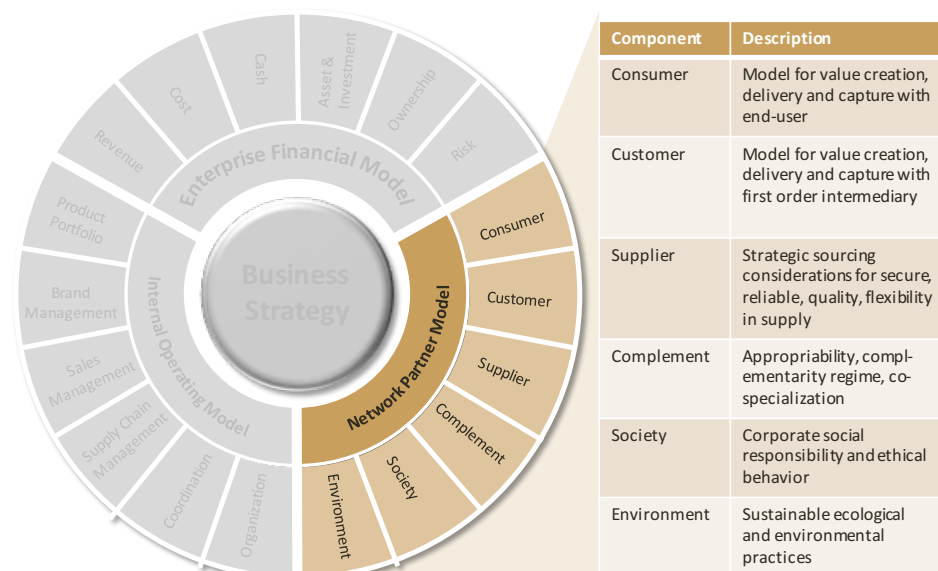 Revenue
Cost
Cash
Asset &
Investment
Ownership
Risk
Enterprise Financial Model
Product
Portfolio
Brand
Management
Sales
Management
Supply Chain
Management
Coordination
Organization
Internal Operating Model
Business
Strategy
Network Partner Model
Consumer
Customer
Supplier
Complement
Society
Environment
Component Description
Consumer Model for value creation,
delivery and capture with
end-user
Customer Model for value creation,
delivery and capture with
first order intermediary
Supplier Strategic sourcing
considerations for secure,
reliable, quality, flexibility
in supply
Complement Appropriability, compl-
ementarity regime, co-
specialization
Society Corporate social
responsibility and ethical
behavior
Environment Sustainable ecological
and environmental
practices